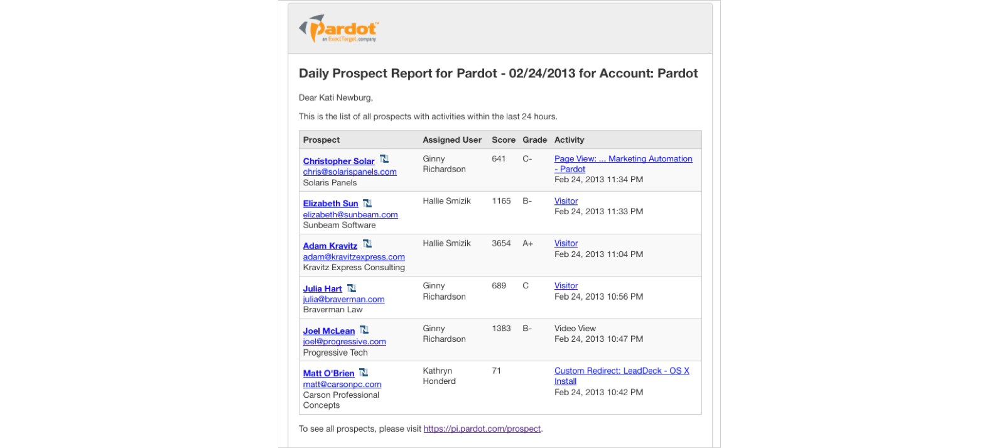 Pardot™
an ExactTarget. company
Daily Prospect Report for Pardot - 02/24/2013 for Account: Pardot
Dear Kati Newburg,
This is the list of all prospects with activities within the last 24 hours.
Prospect Assigned User Score Grade Activity
Christopher Solar N Ginny 641 C- Page View: ... Marketing Automation
chris@solarispanels.com Richardson - Pardot
Solaris Panels Feb 24, 2013 11:34 PM
Elizabeth Sun N Hallie Smizik 1165 B- Visitor
elizabeth@sunbeam.com Feb 24, 2013 11:33 PM
Sunbeam Software
Adam Kravitz N Hallie Smizik 3654 A+ Visitor
adam@kravitzexpress.com Feb 24, 2013 11:04 PM
Kravitz Express Consulting
Julia Hart N Ginny 689 C Visitor
julia@braverman.com Richardson Feb 24, 2013 10:56 PM
Braverman Law
Joel McLean N Ginny 1383 B- Video View
joel@progressive.com Richardson Feb 24, 2013 10:47 PM
Progressive Tech
Matt O'Brien N Kathryn 71 Custom Redirect: LeadDeck - OS X
matt@carsonpc.com Honderd Install
Carson Professional Feb 24, 2013 10:42 PM
Concepts
To see all prospects, please visit https://pi.pardot.com/prospect.